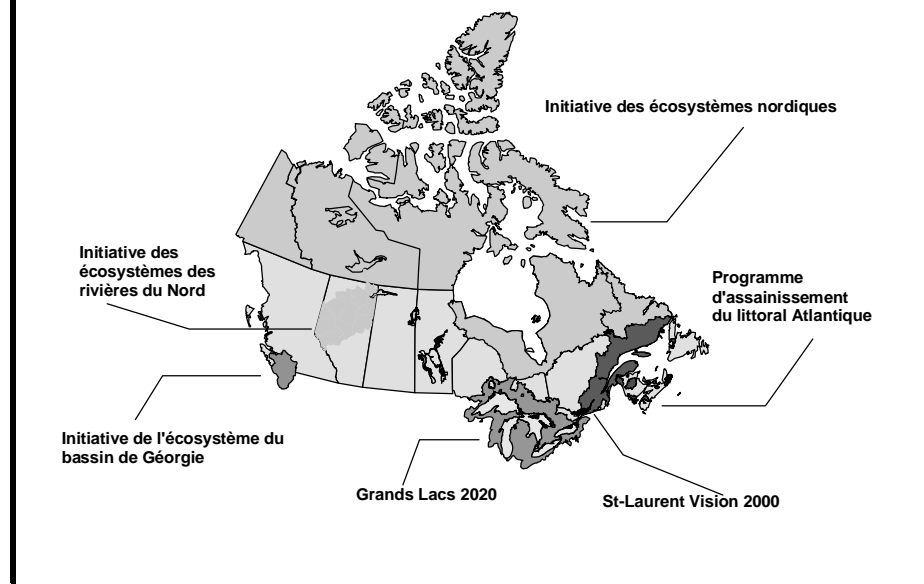 Initiative des écosystèmes nordiques
Initiative des
écosystèmes des
rivières du Nord
Programme
d'assainissement
du littoral Atlantique
Initiative de l'écosystème du
bassin de Géorgie
Grands Lacs 2020
St-Laurent Vision 2000